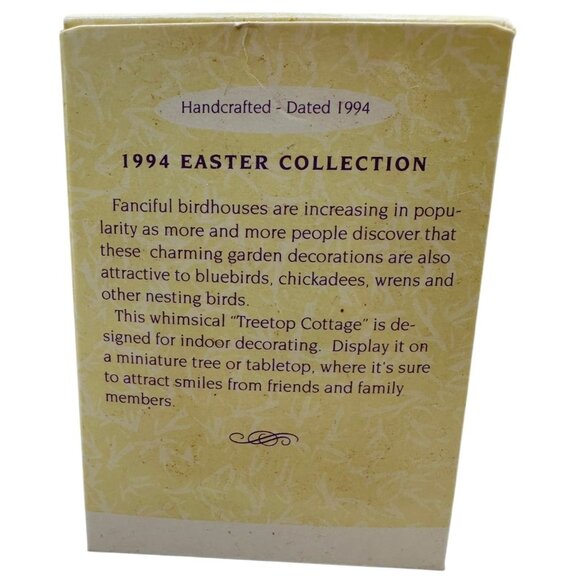 Handcrafted - Dated 1994
1994 EASTER COLLECTION
Fanciful birdhouses are increasing in popu-
larity as more and more people discover that
these charming garden decorations are also
attractive to bluebirds, chickadees, wrens and
other nesting birds.
This whimsical "Treetop Cottage" is de-
signed for indoor decorating. Display it on
a miniature tree or tabletop, where it's sure
to attract smiles from friends and family
members.